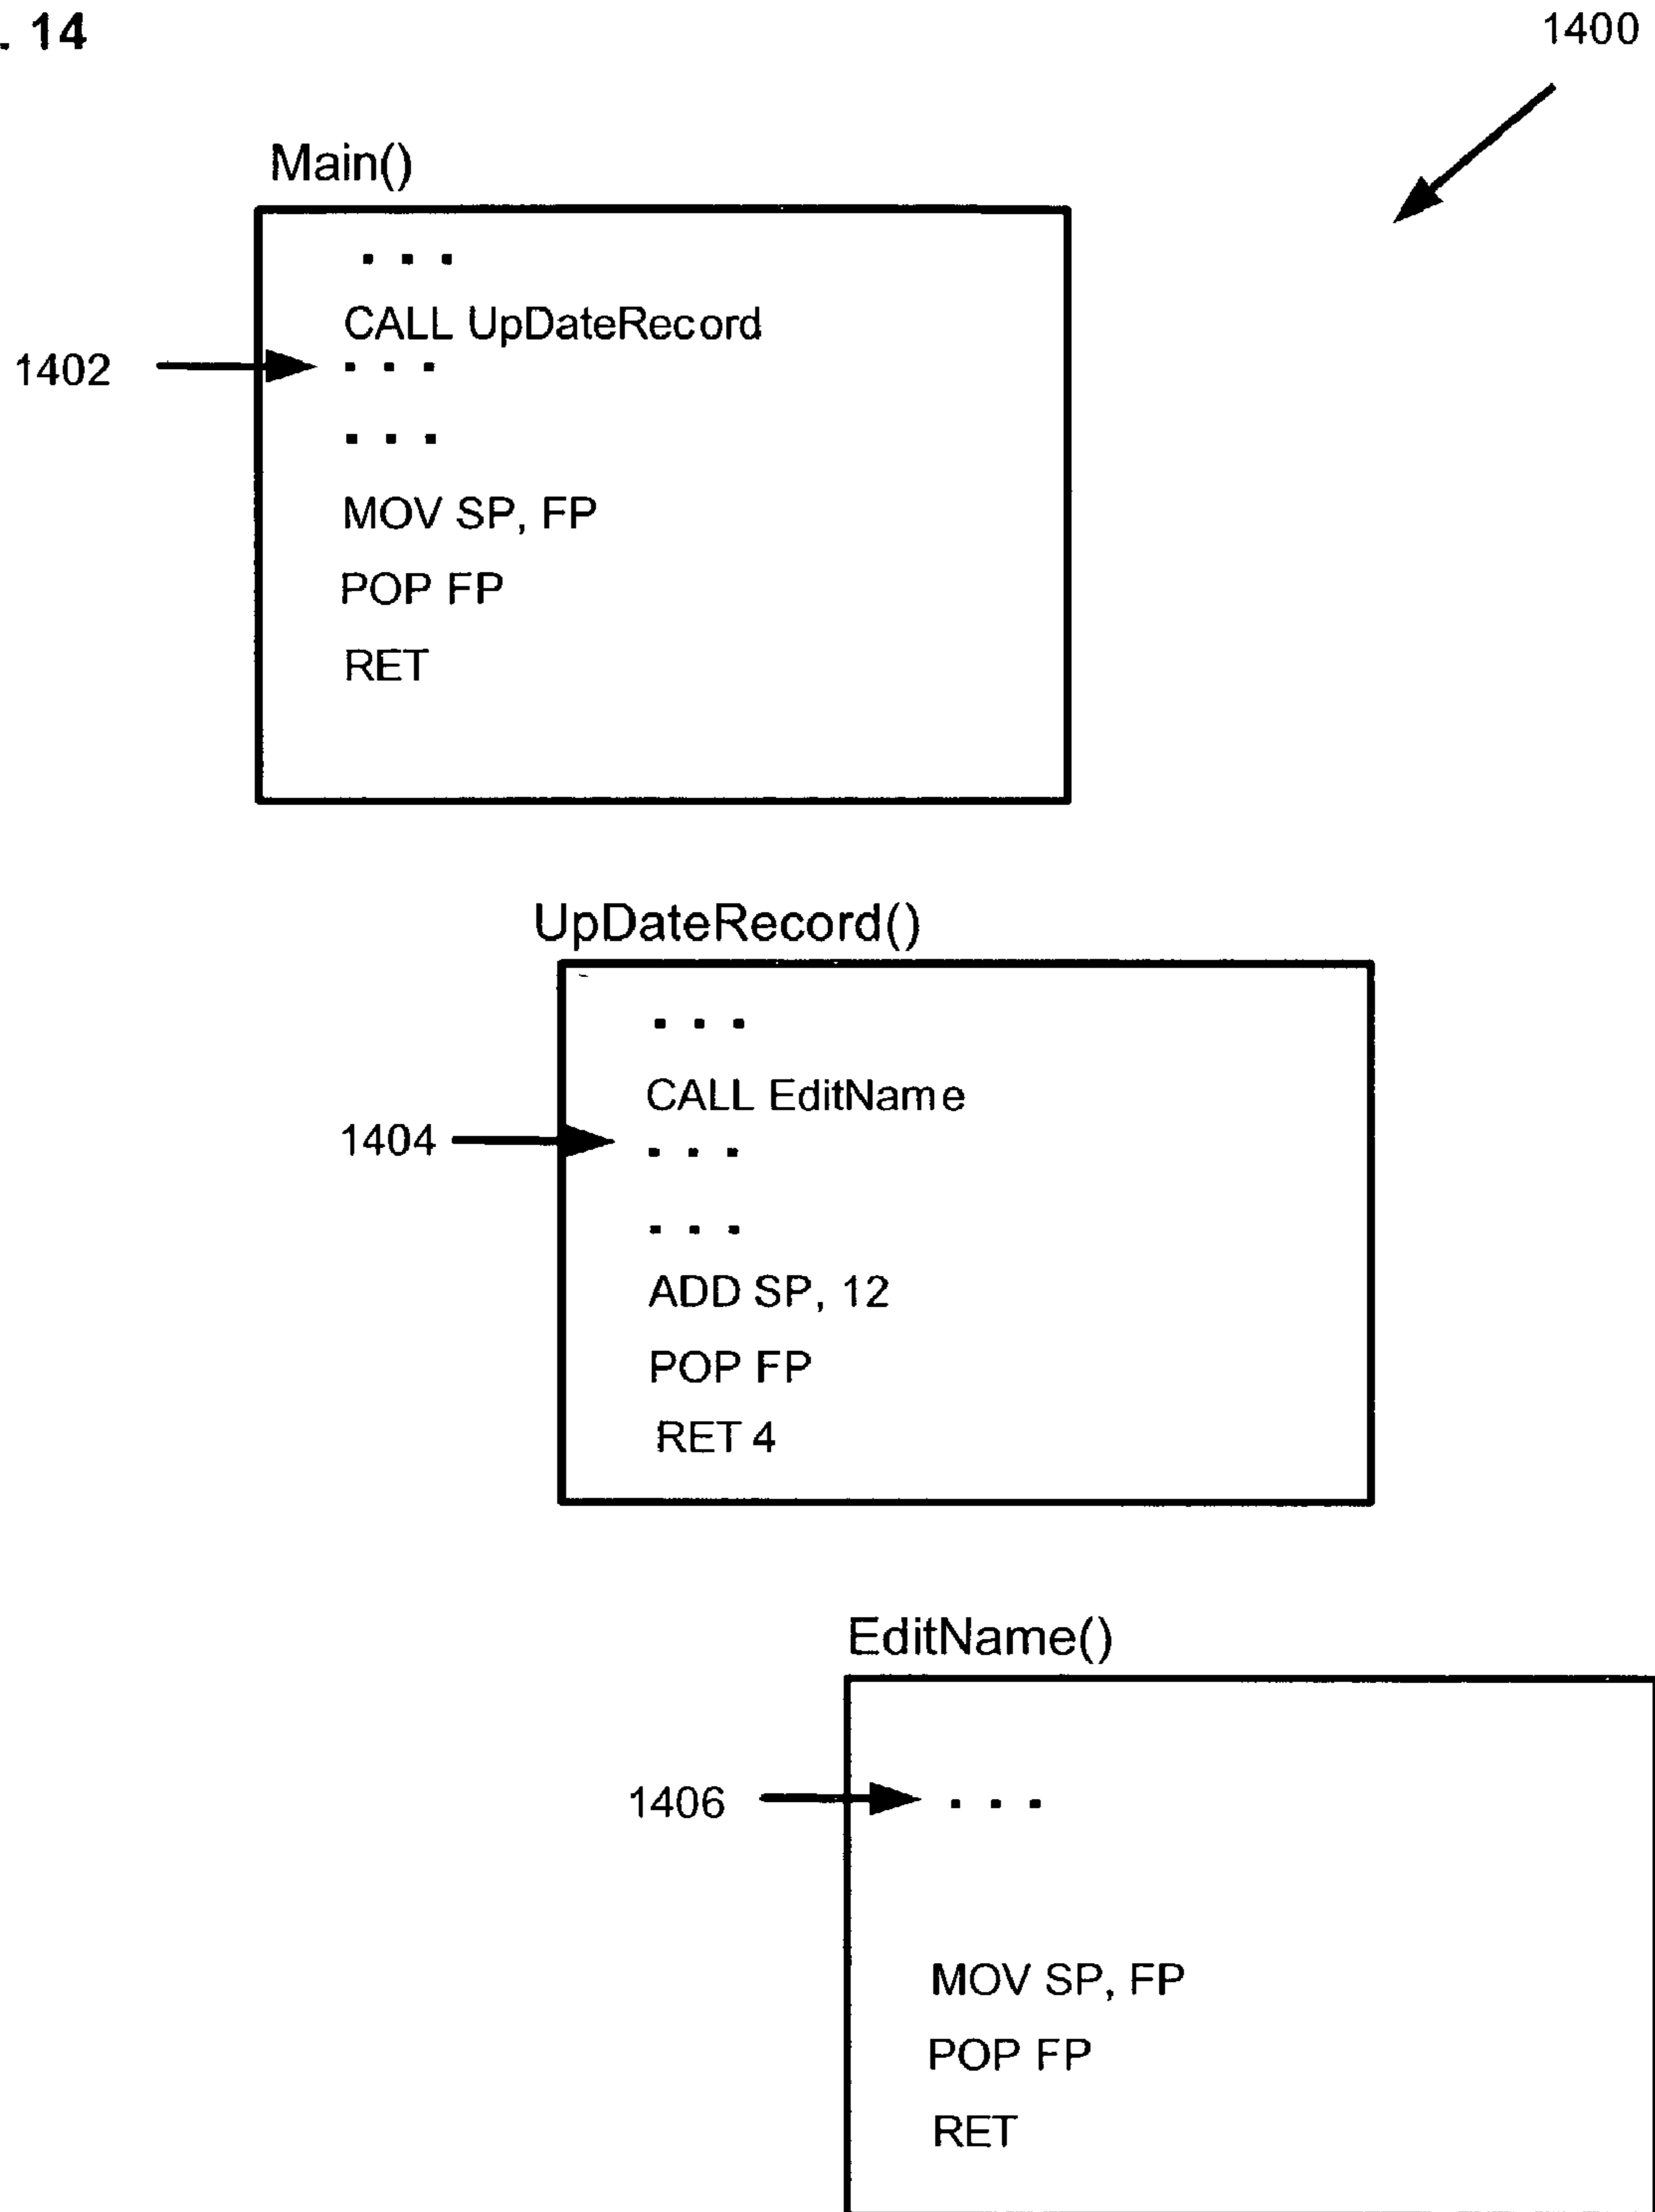 . 14
1400
Main()
. . .
CALL UpDateRecord
1402
. . .
. . .
MOV SP, FP
POP FP
RET
UpDateRecord()
. . .
CALL EditName
1404
. . .
. . .
ADD SP, 12
POP FP
RET 4
EditName()
1406
. . .
MOV SP, FP
POP FP
RET